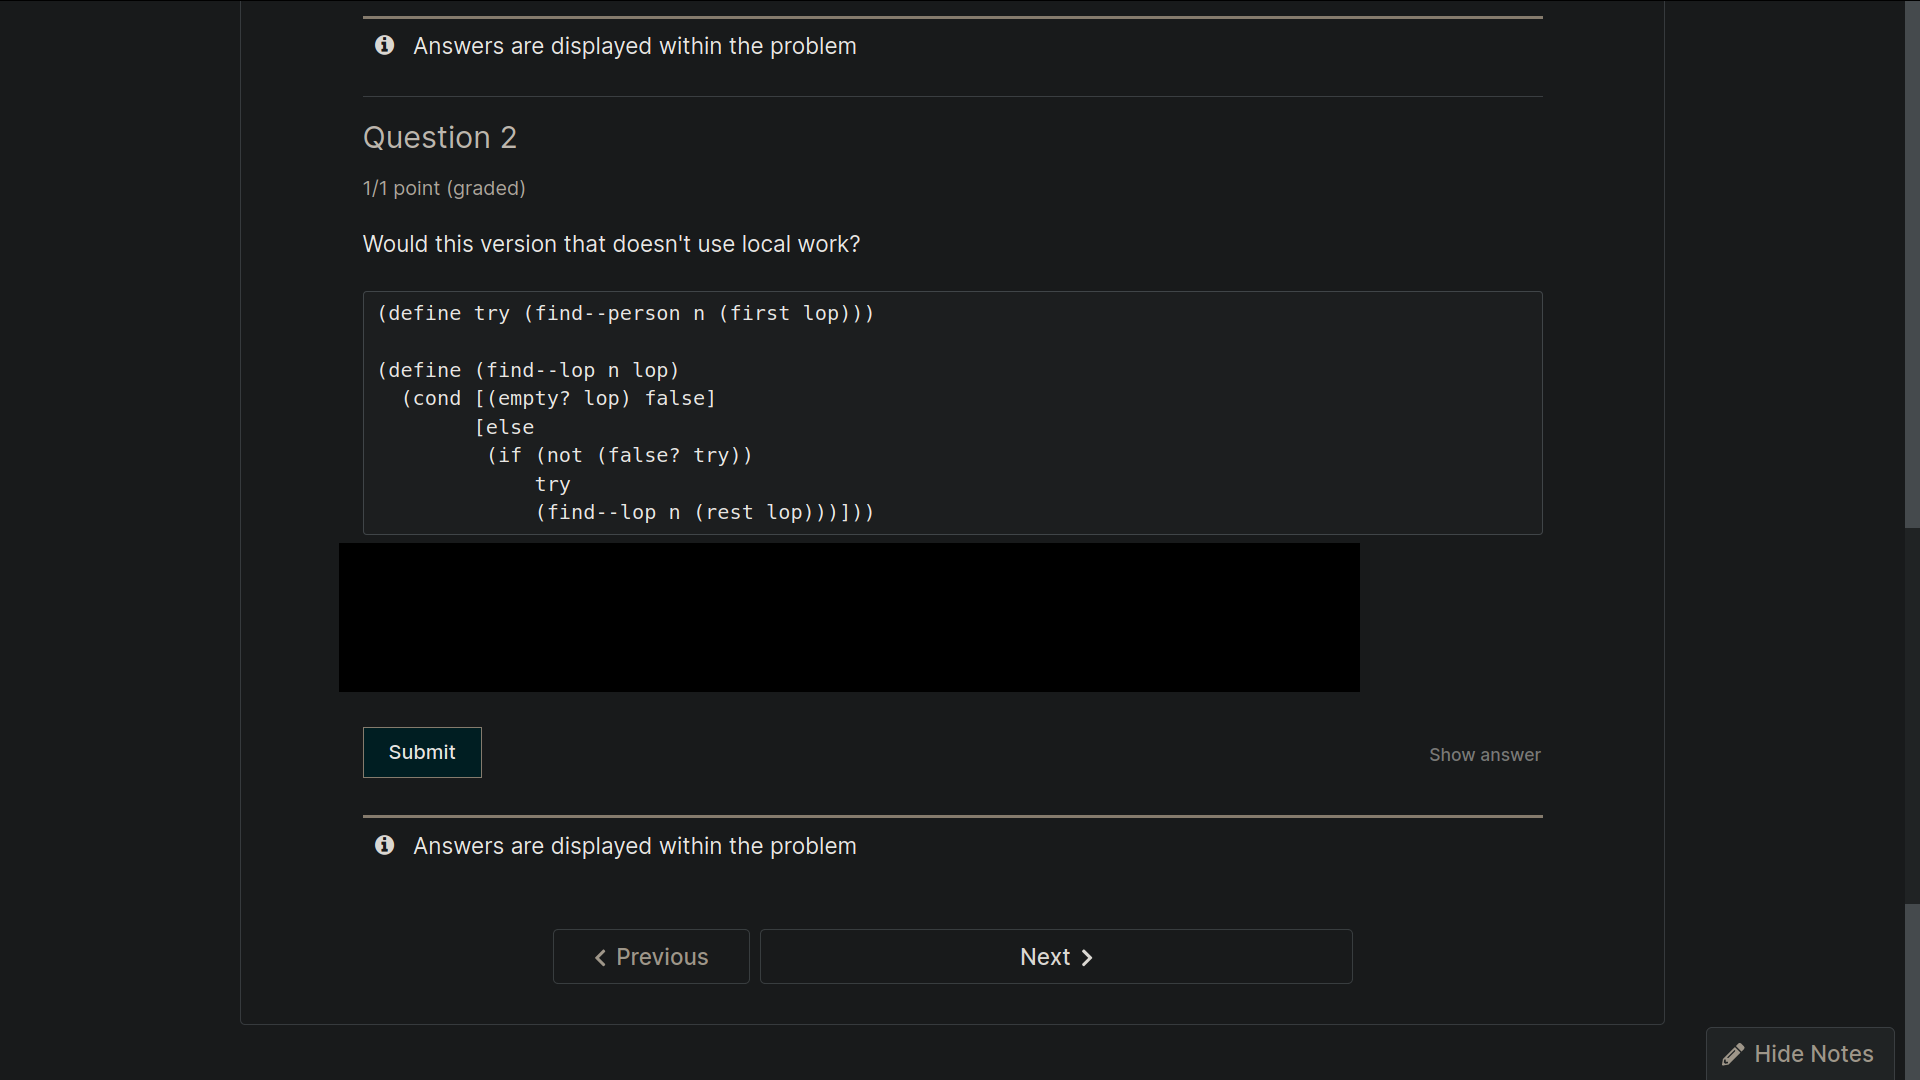 Answers are displayed within the problem
Question 2
1/1 point (graded)
Would this version that doesn't use local work?
(define try (find--person n (first lop)))
(define (find--lop n lop)
  (cond [(empty? lop) false]
        [else
         (if (not (false? try))
             try
             (find--lop n (rest lop)))]))
Submit
Show answer
Answers are displayed within the problem
Previous
Next
Hide Notes